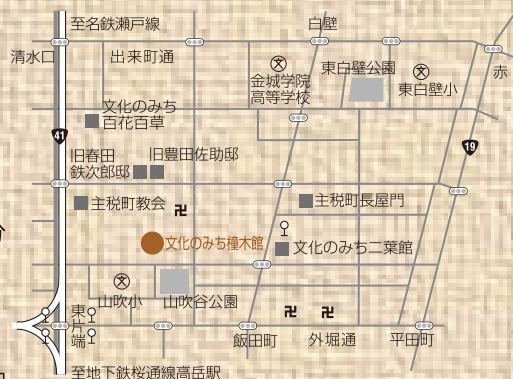 至名鉄瀬戸線
白壁
清水口
出来町通
東白壁公園
赤
金城学院
高等学校
東白壁小
文化のみち
百花百草
41
19
旧春田
鉄次郎邸
旧豊田佐助邸
主税町教会
主税町長屋門
文化のみち橦木館
文化のみち二葉館
山吹小
山吹谷公園
東片端
飯田町
外堀通
平田町
至地下鉄桜通線高岳駅